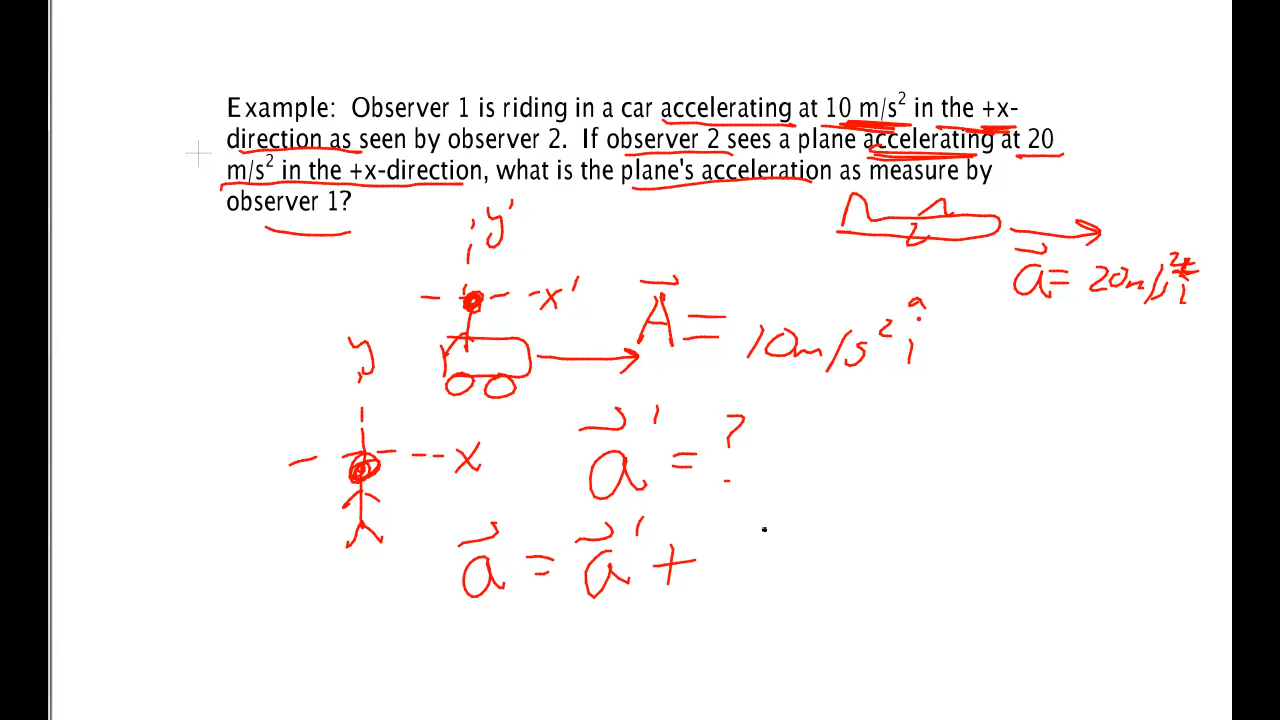 Example: Observer 1 is riding in a car accelerating at 10 m/s² in the +x-
direction as seen by observer 2. If observer 2 sees a plane accelerating at 20
m/s² in the +x-direction, what is the plane's acceleration as measure by
observer 1?
y'
x'
A⃗ = 10m/s² î
a⃗ = 20m/s² î
y
x
a⃗' = ?
a⃗ = a⃗' +